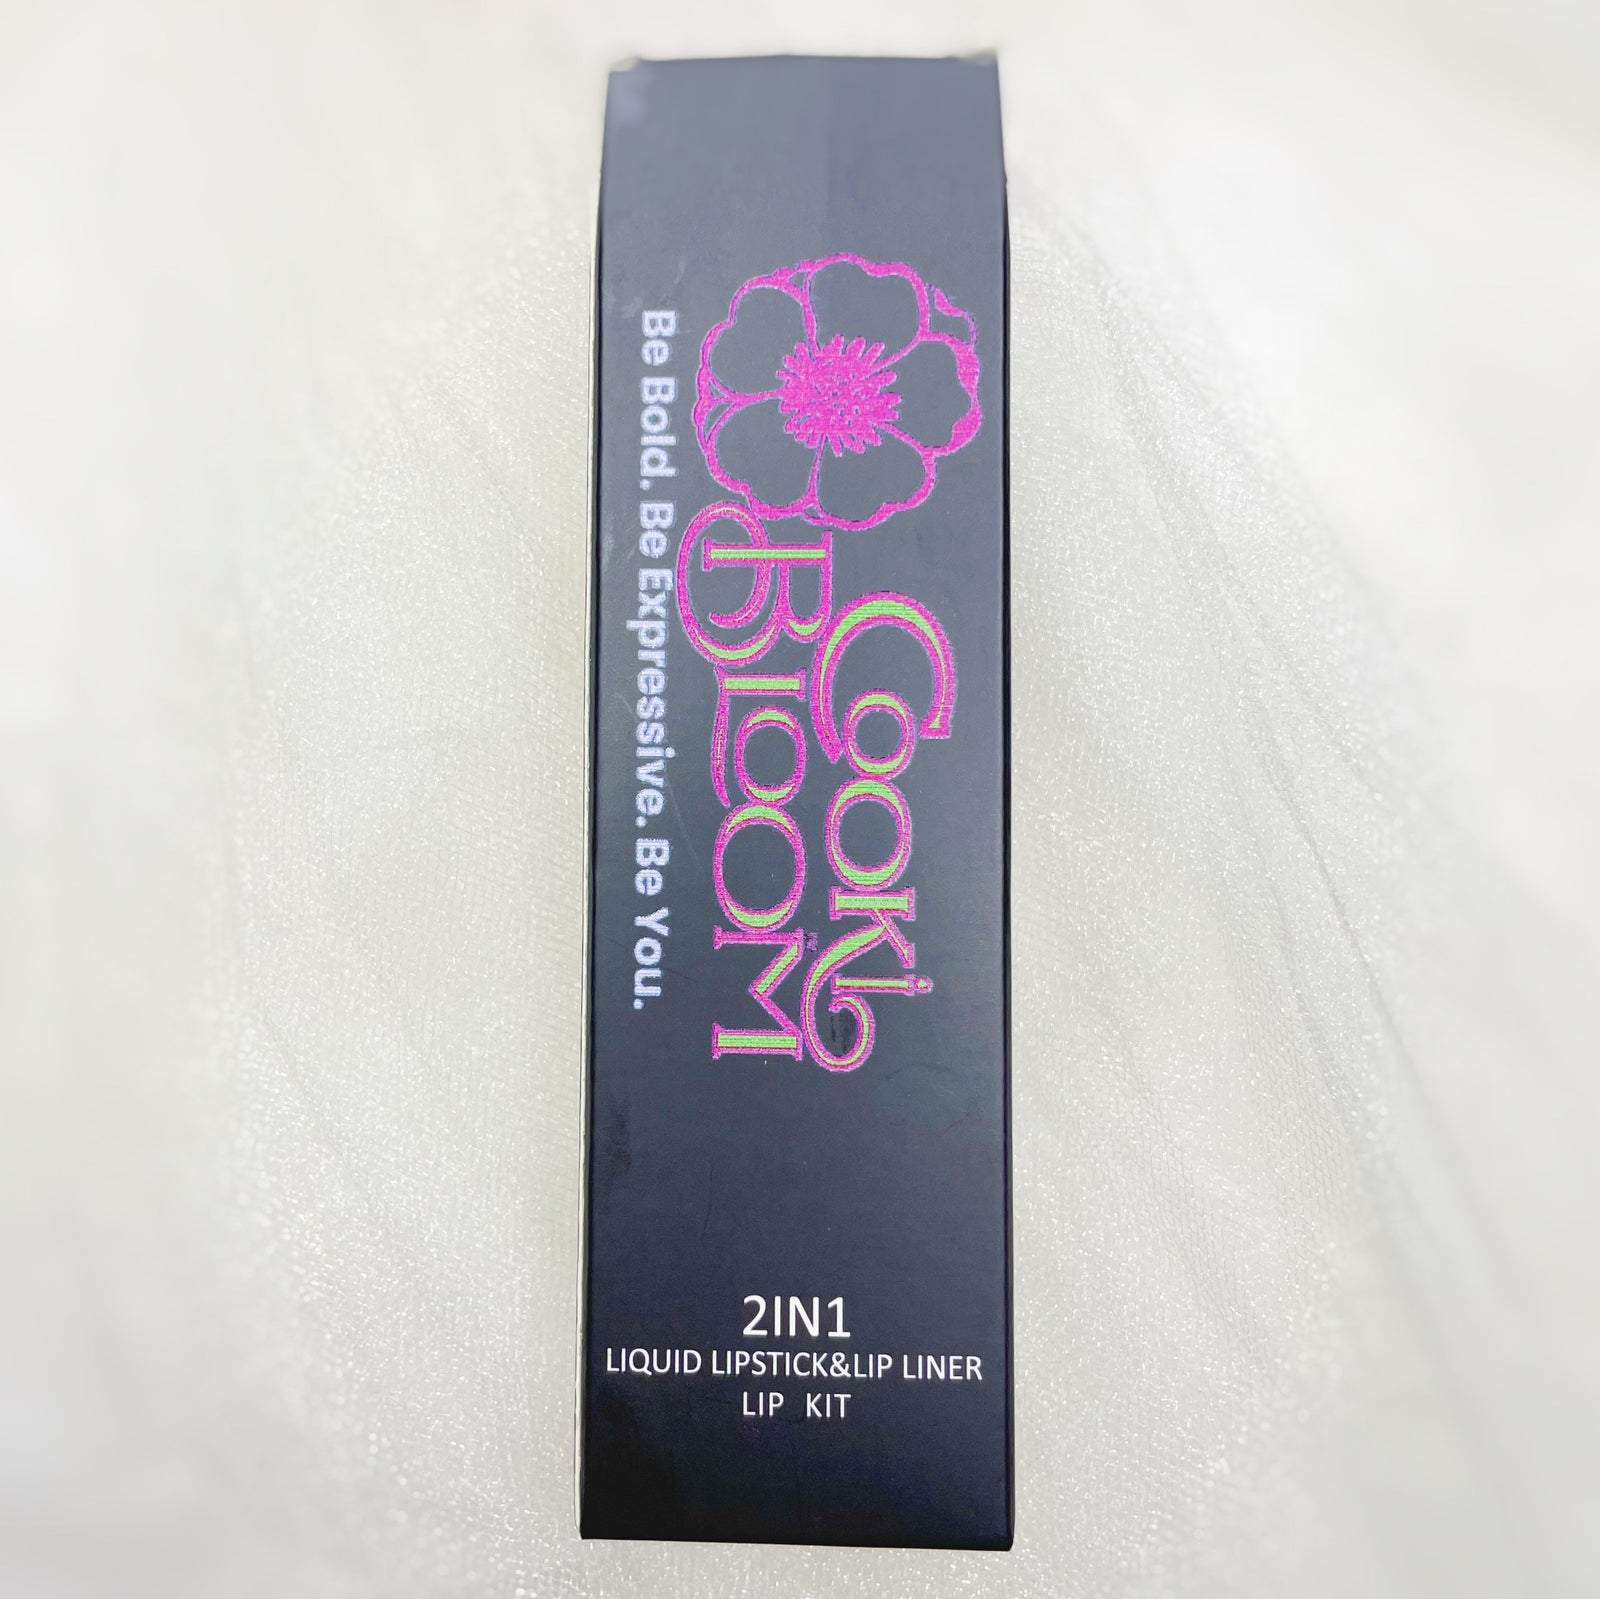 Cooki
Bloom
Be Bold. Be Expressive. Be You.
2IN1
LIQUID LIPSTICK&LIP LINER
LIP KIT